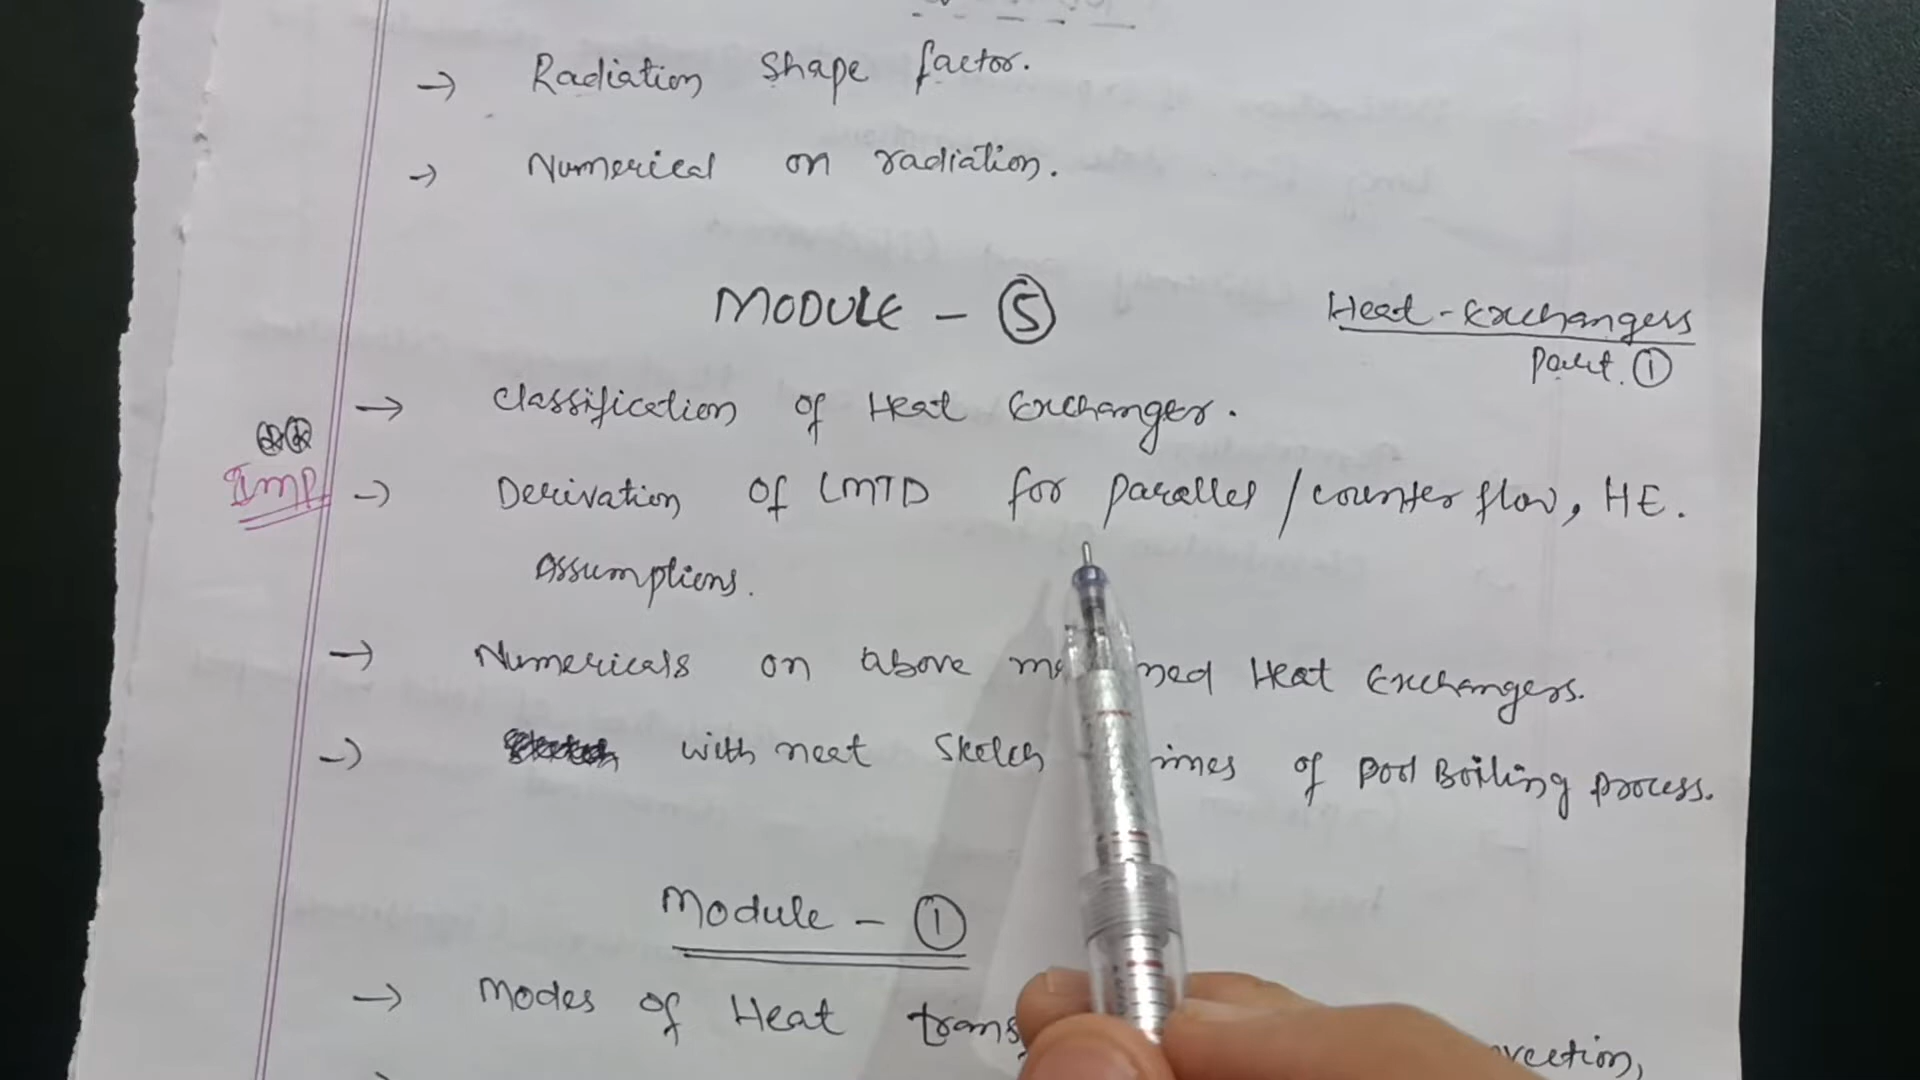 → Radiation shape factor.
→ Numerical on radiation.
MODULE - ⑤
Heat-Exchangers
Part. ①
→ Classification of Heat Exchanger.
Imp → Derivation of LMTD for parallel/counter flow, HE.
Assumptions.
→ Numericals on above Heat Exchangers.
→ with neat Sketch of pool Boiling process.
Module - ①
→ Modes of Heat